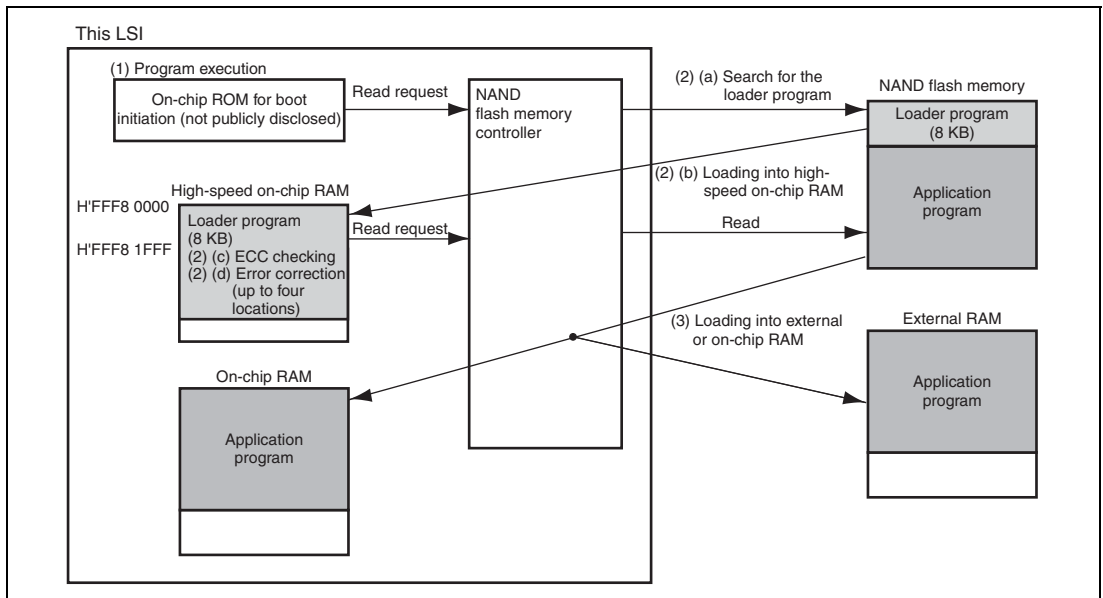 This LSI
(1) Program execution
On-chip ROM for boot
initiation (not publicly disclosed)
Read request
NAND
flash memory
controller
(2) (a) Search for the
loader program
NAND flash memory
Loader program
(8 KB)
Application
program
(2) (b) Loading into high-
speed on-chip RAM
Read
High-speed on-chip RAM
H'FFF8 0000
H'FFF8 1FFF
Loader program
(8 KB)
(2) (c) ECC checking
(2) (d) Error correction
(up to four
locations)
Read request
(3) Loading into external
or on-chip RAM
External RAM
Application
program
On-chip RAM
Application
program